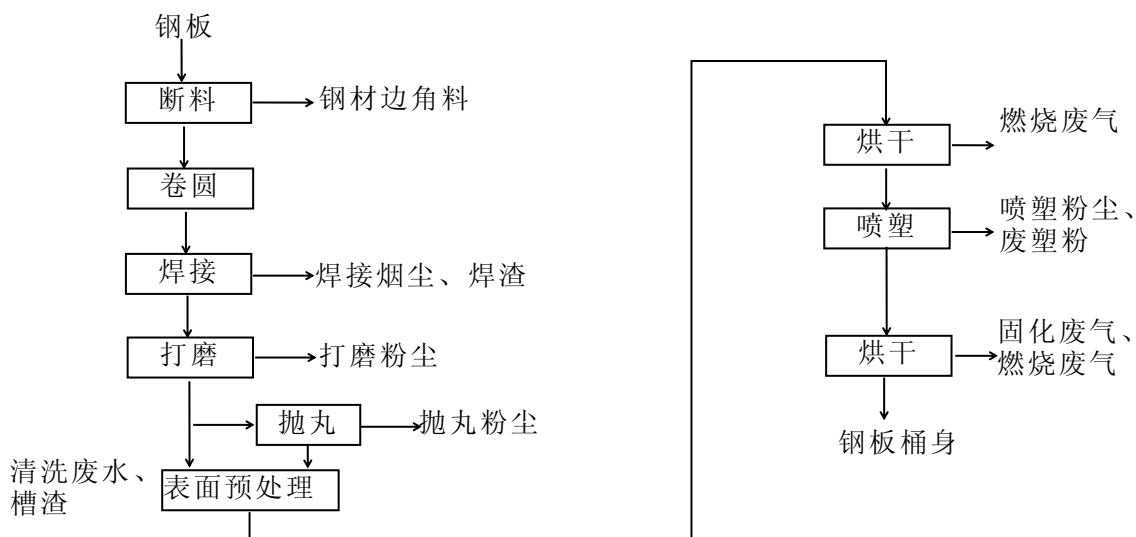 钢板
断料
钢材边角料
卷圆
焊接
焊接烟尘、焊渣
打磨
打磨粉尘
抛丸
抛丸粉尘
清洗废水、
槽渣
表面预处理
烘干
燃烧废气
喷塑
喷塑粉尘、
废塑粉
烘干
固化废气、
燃烧废气
钢板桶身